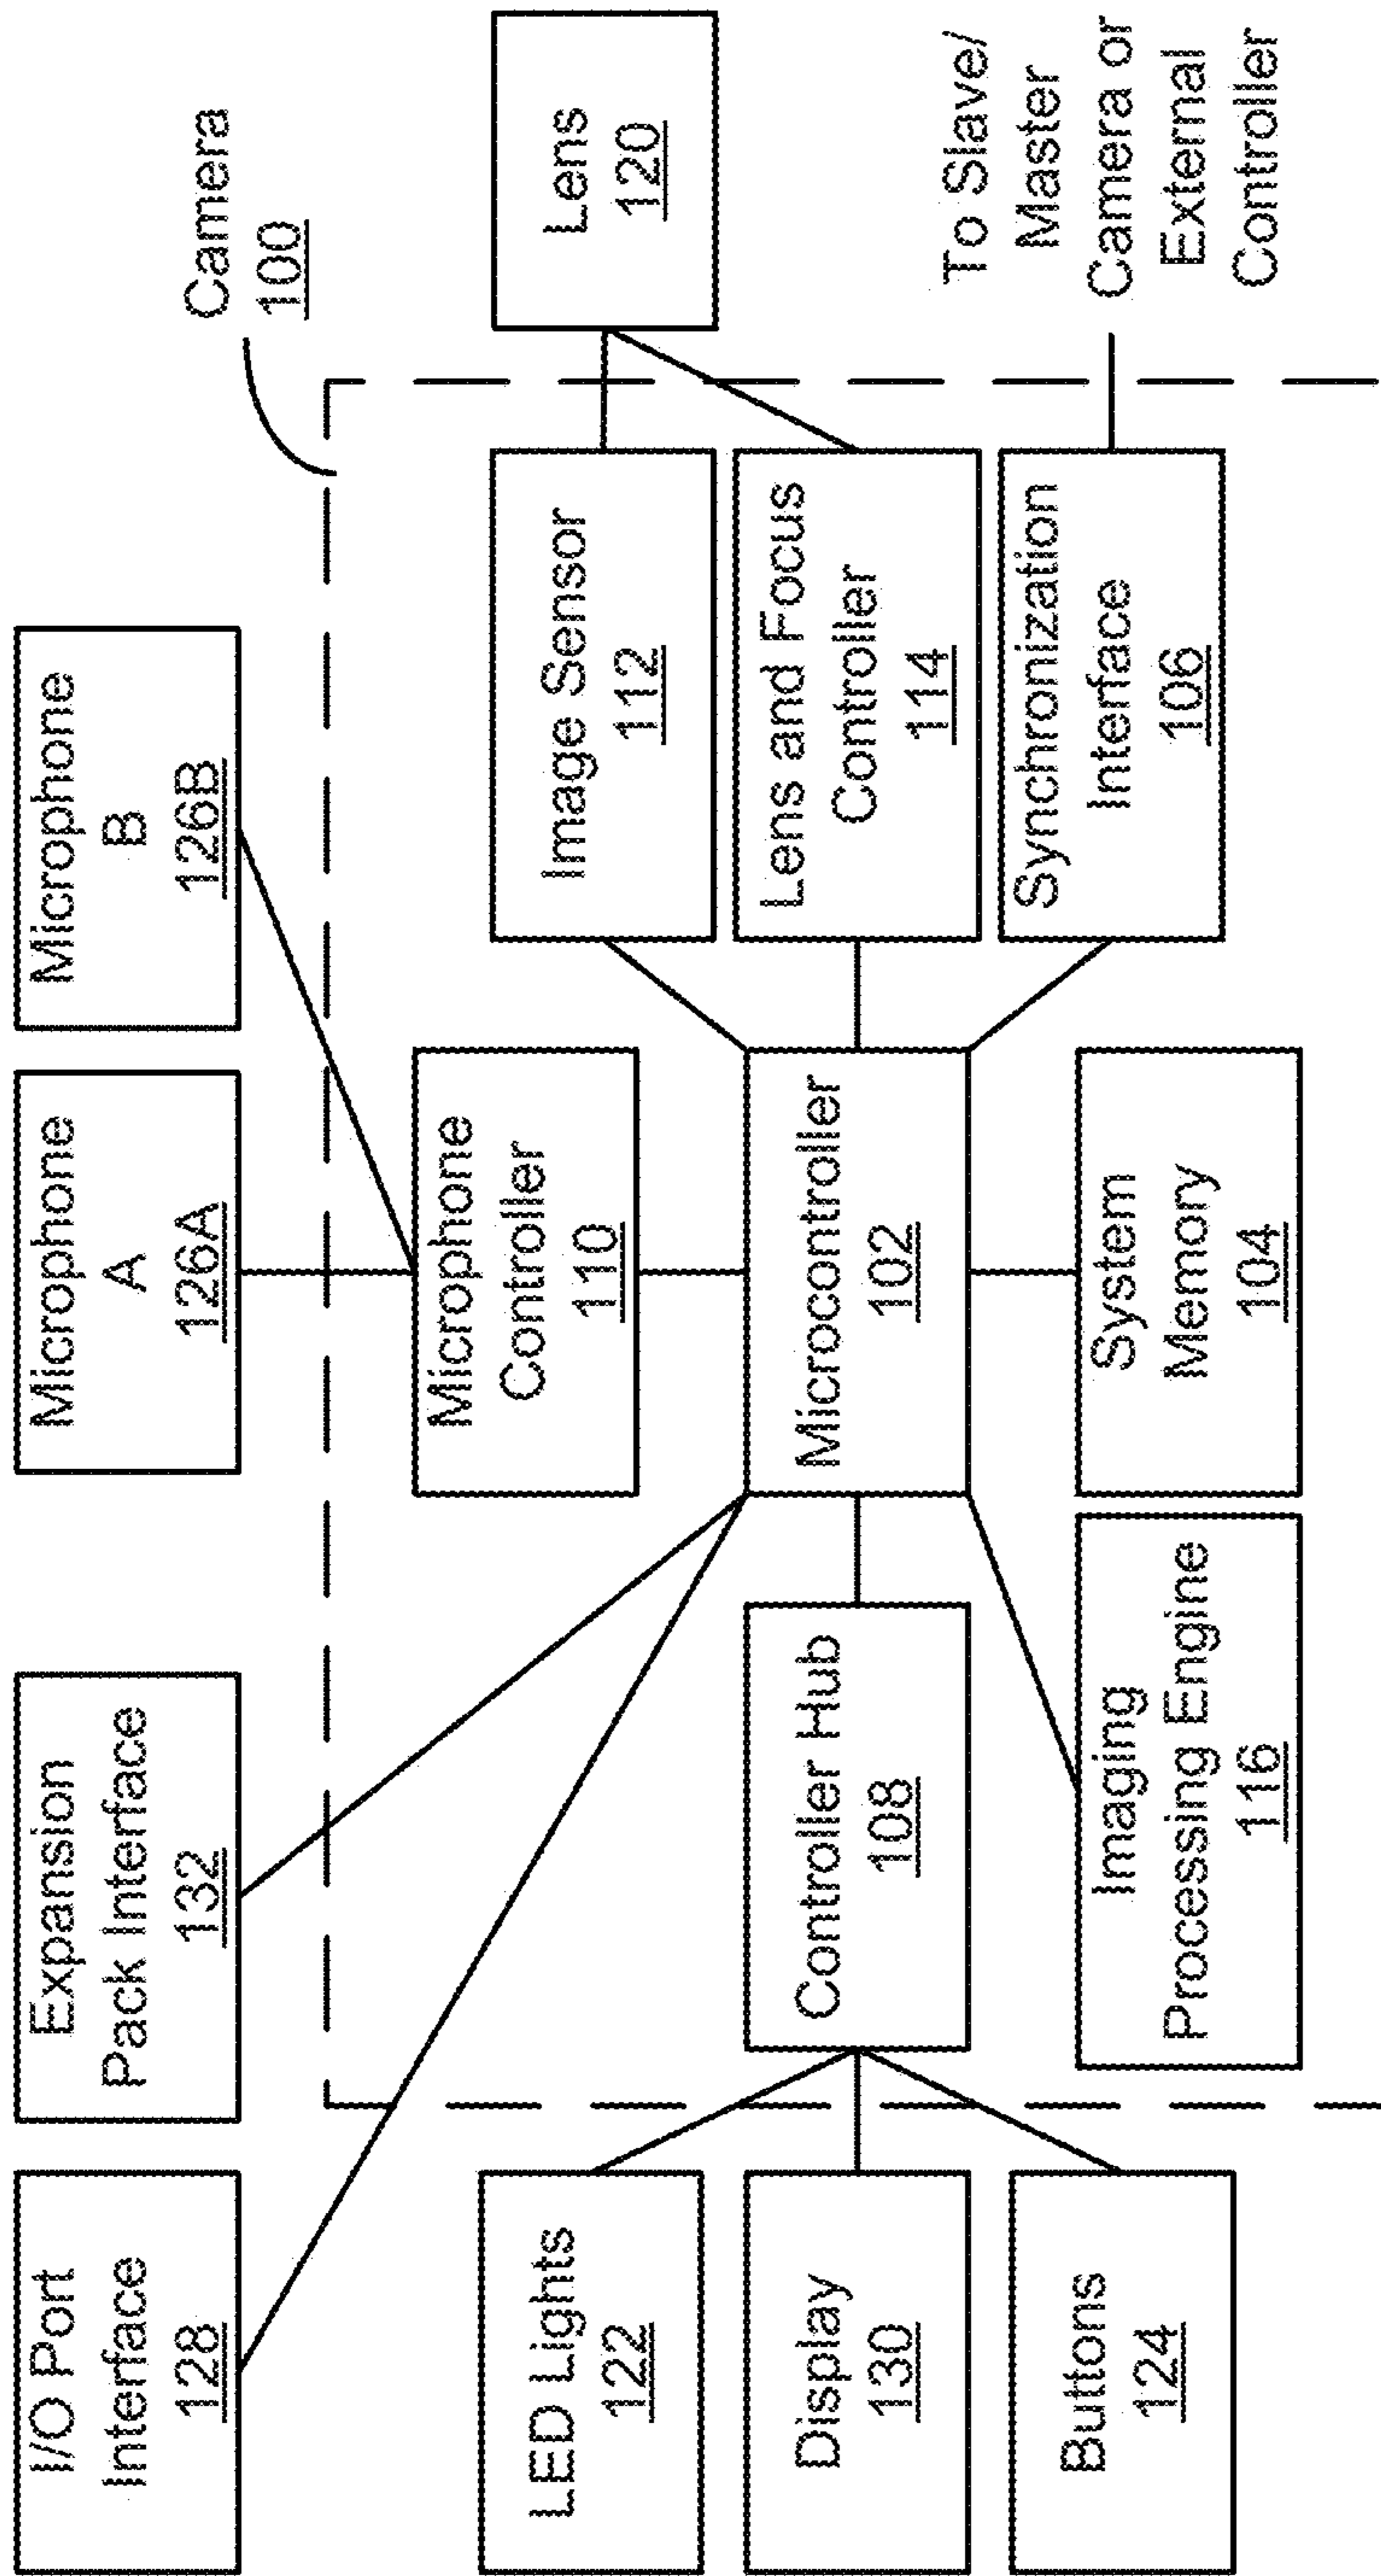 I/O Port
Interface
128
Expansion
Pack Interface
132
Microphone
A
126A
Microphone
B
126B
Camera
100
LED Lights
122
Display
130
Buttons
124
Controller Hub
108
Imaging
Processing Engine
116
Microphone
Controller
110
Microcontroller
102
System
Memory
104
Image Sensor
112
Lens and Focus
Controller
114
Synchronization
Interface
106
Lens
120
To Slave/
Master
Camera or
External
Controller